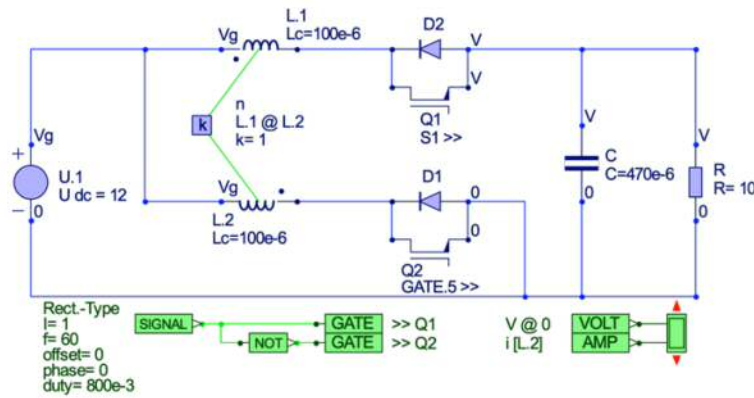 L.1
Lc=100e-6
Vg
D2
V
V
Q1
S1 >>
n
L.1 @ L.2
k= 1
k
Vg
+
U.1
U dc = 12
−
0
Vg
L.2
Lc=100e-6
D1
0
0
Q2
GATE.5 >>
V
C
C=470e-6
0
V
R
R= 10
0
Rect.-Type
I= 1
f= 60
offset= 0
phase= 0
duty= 800e-3
SIGNAL
GATE >> Q1
NOT GATE >> Q2
V @ 0 VOLT
i [L.2] AMP